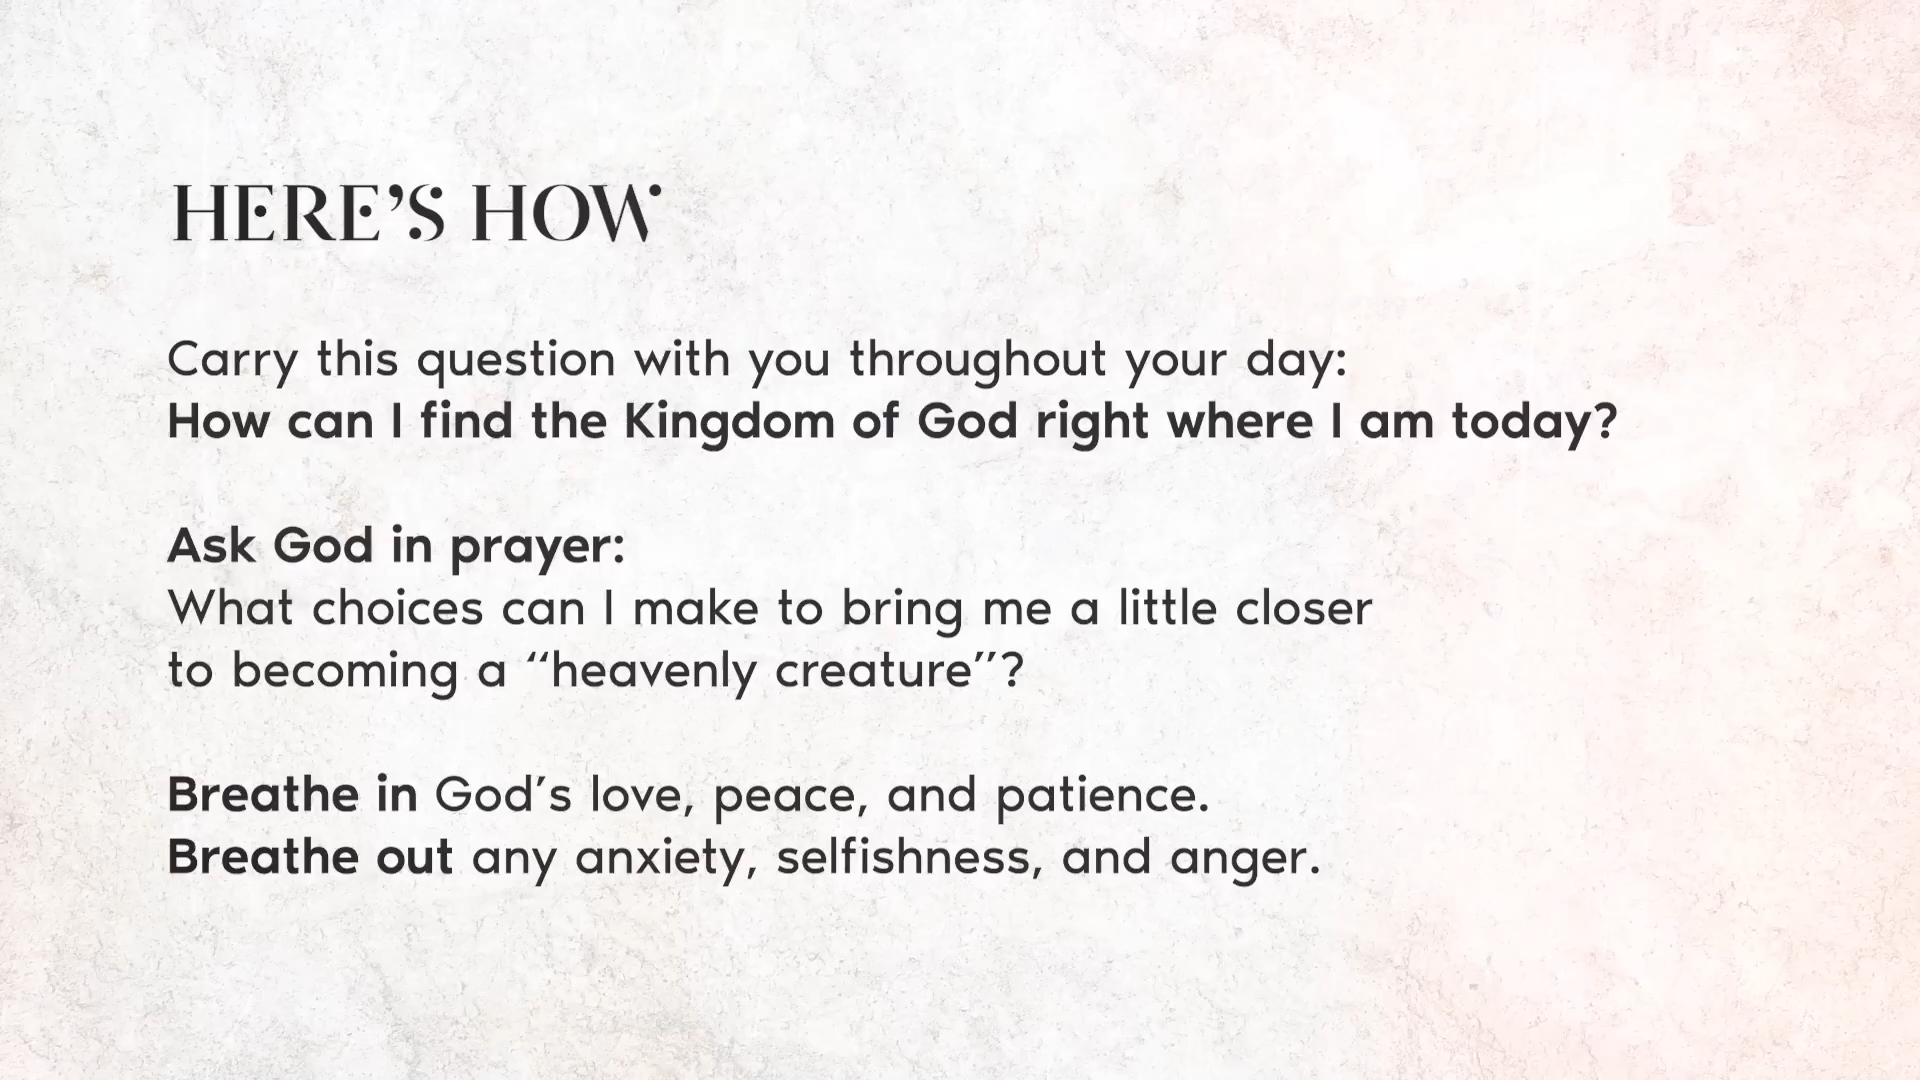 HERE’S HOW
Carry this question with you throughout your day:
How can I find the Kingdom of God right where I am today?
Ask God in prayer:
What choices can I make to bring me a little closer
to becoming a “heavenly creature”?
Breathe in God’s love, peace, and patience.
Breathe out any anxiety, selfishness, and anger.